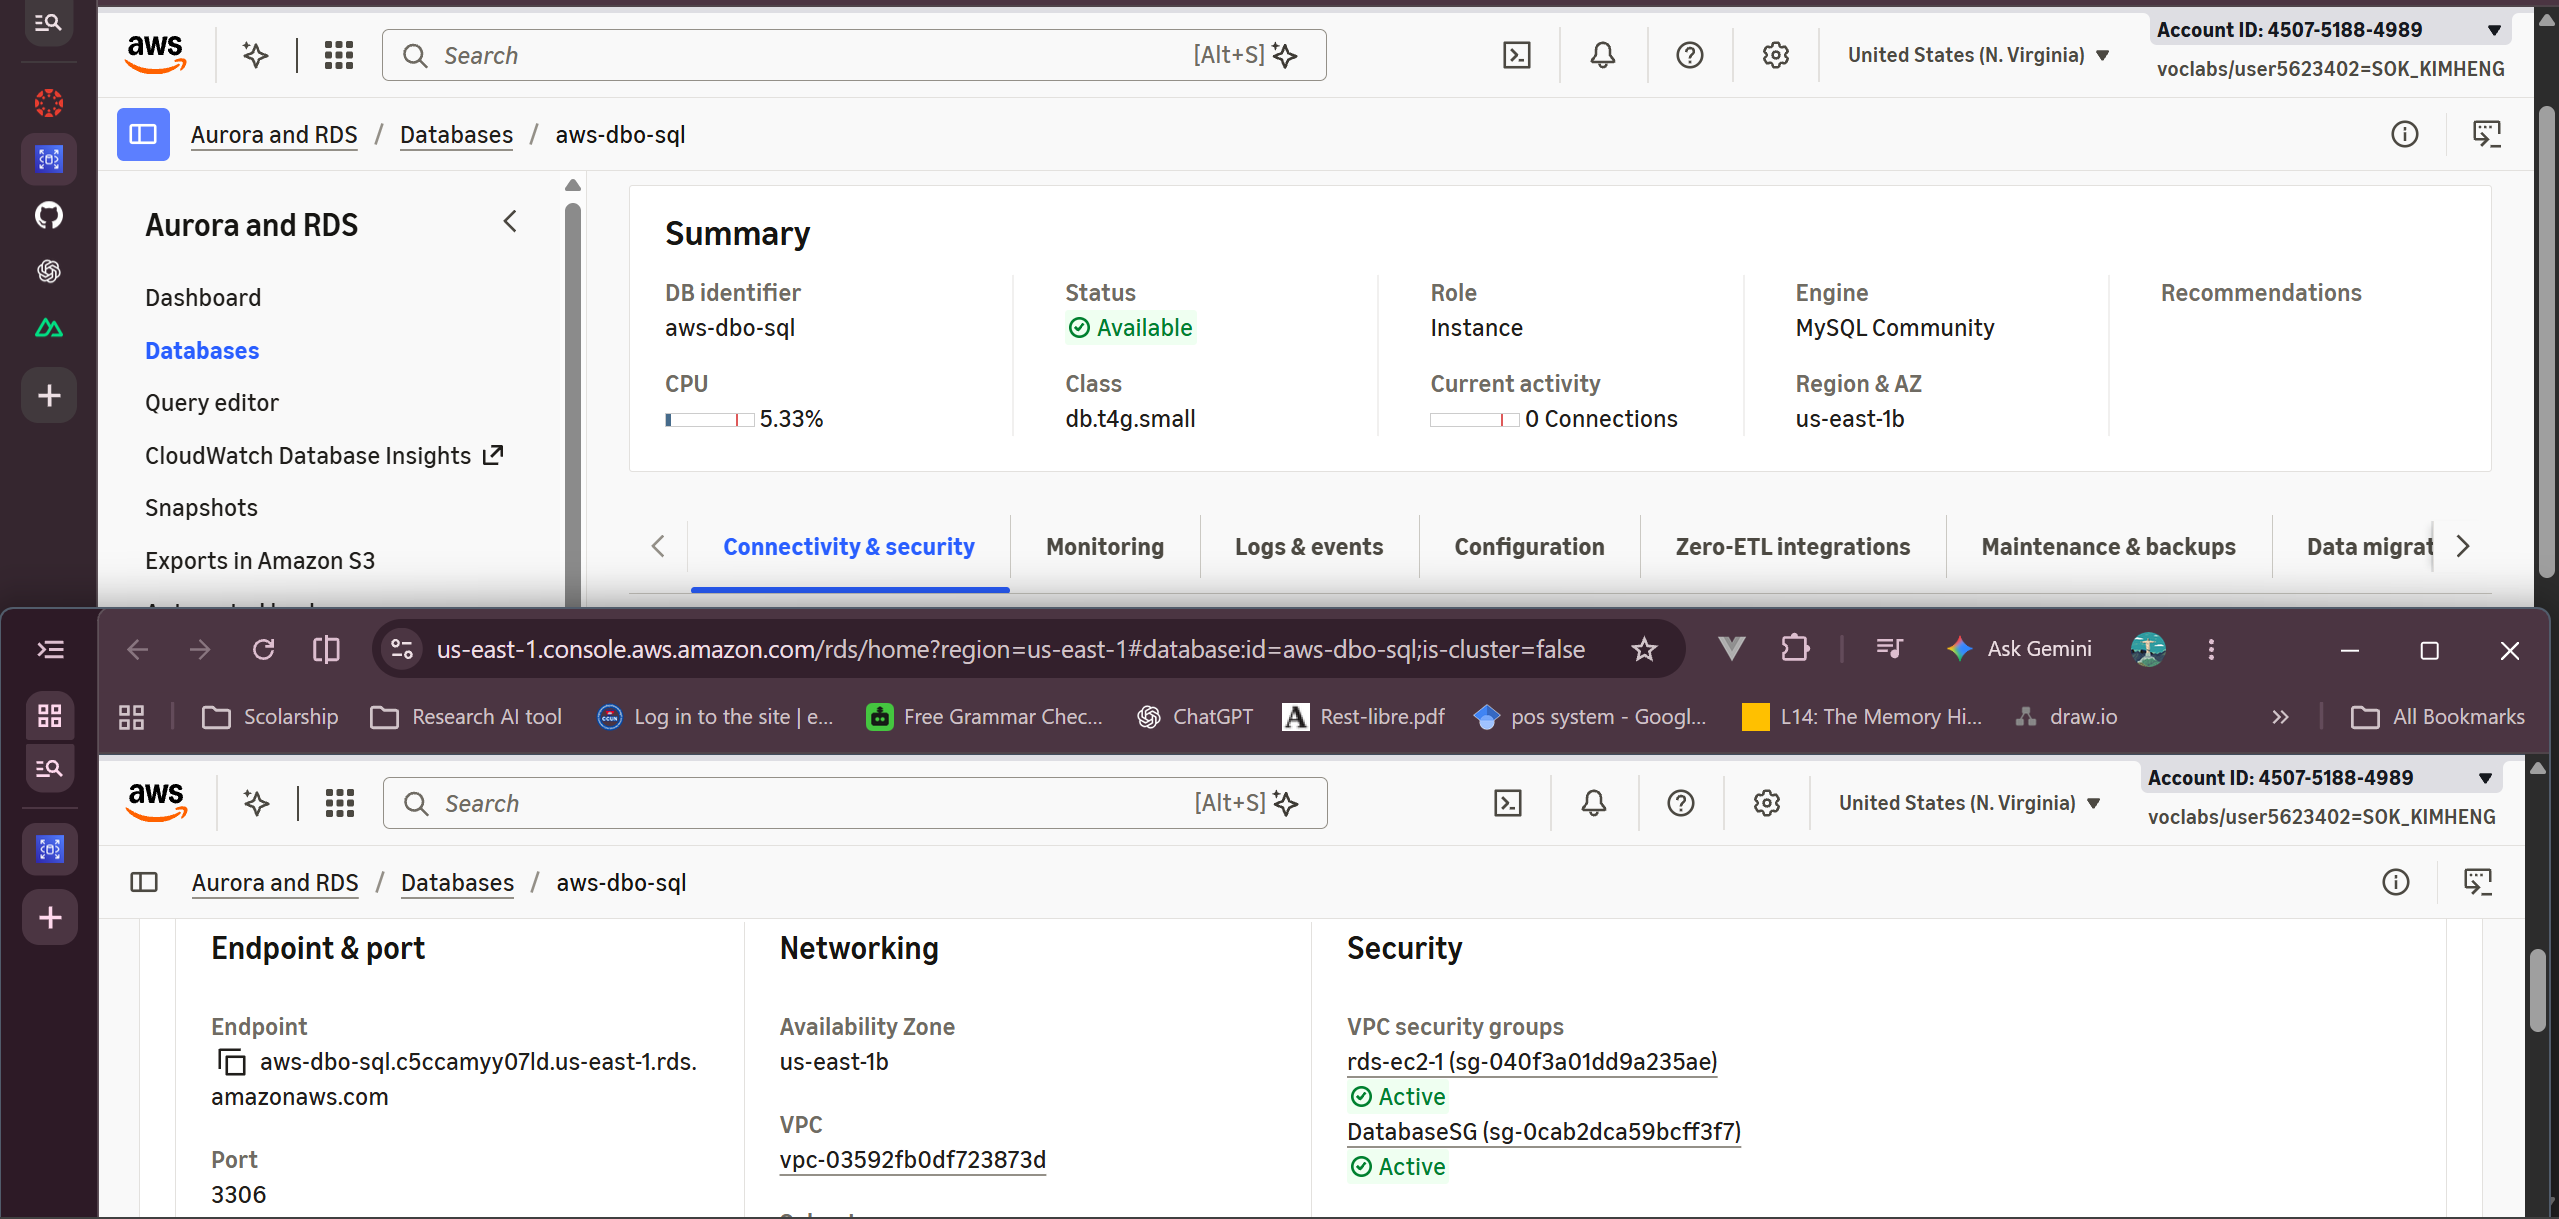 aws
Search
[Alt+S]
United States (N. Virginia)
Account ID: 4507-5188-4989
voclabs/user5623402=SOK_KIMHENG
Aurora and RDS / Databases / aws-dbo-sql
Aurora and RDS
Dashboard
Databases
Query editor
CloudWatch Database Insights
Snapshots
Exports in Amazon S3
Summary
DB identifier
aws-dbo-sql
Status
Available
Role
Instance
Engine
MySQL Community
Recommendations
CPU
5.33%
Class
db.t4g.small
Current activity
0 Connections
Region & AZ
us-east-1b
Connectivity & security
Monitoring
Logs & events
Configuration
Zero-ETL integrations
Maintenance & backups
Data migrat
us-east-1.console.aws.amazon.com/rds/home?region=us-east-1#database:id=aws-dbo-sql;is-cluster=false
Ask Gemini
Scolarship
Research AI tool
Log in to the site | e...
Free Grammar Chec...
ChatGPT
Rest-libre.pdf
pos system - Googl...
L14: The Memory Hi...
draw.io
All Bookmarks
aws
Search
[Alt+S]
United States (N. Virginia)
Account ID: 4507-5188-4989
voclabs/user5623402=SOK_KIMHENG
Aurora and RDS / Databases / aws-dbo-sql
Endpoint & port
Endpoint
aws-dbo-sql.c5ccamyy07ld.us-east-1.rds.
amazonaws.com
Port
3306
Networking
Availability Zone
us-east-1b
VPC
vpc-03592fb0df723873d
Security
VPC security groups
rds-ec2-1 (sg-040f3a01dd9a235ae)
Active
DatabaseSG (sg-0cab2dca59bcff3f7)
Active